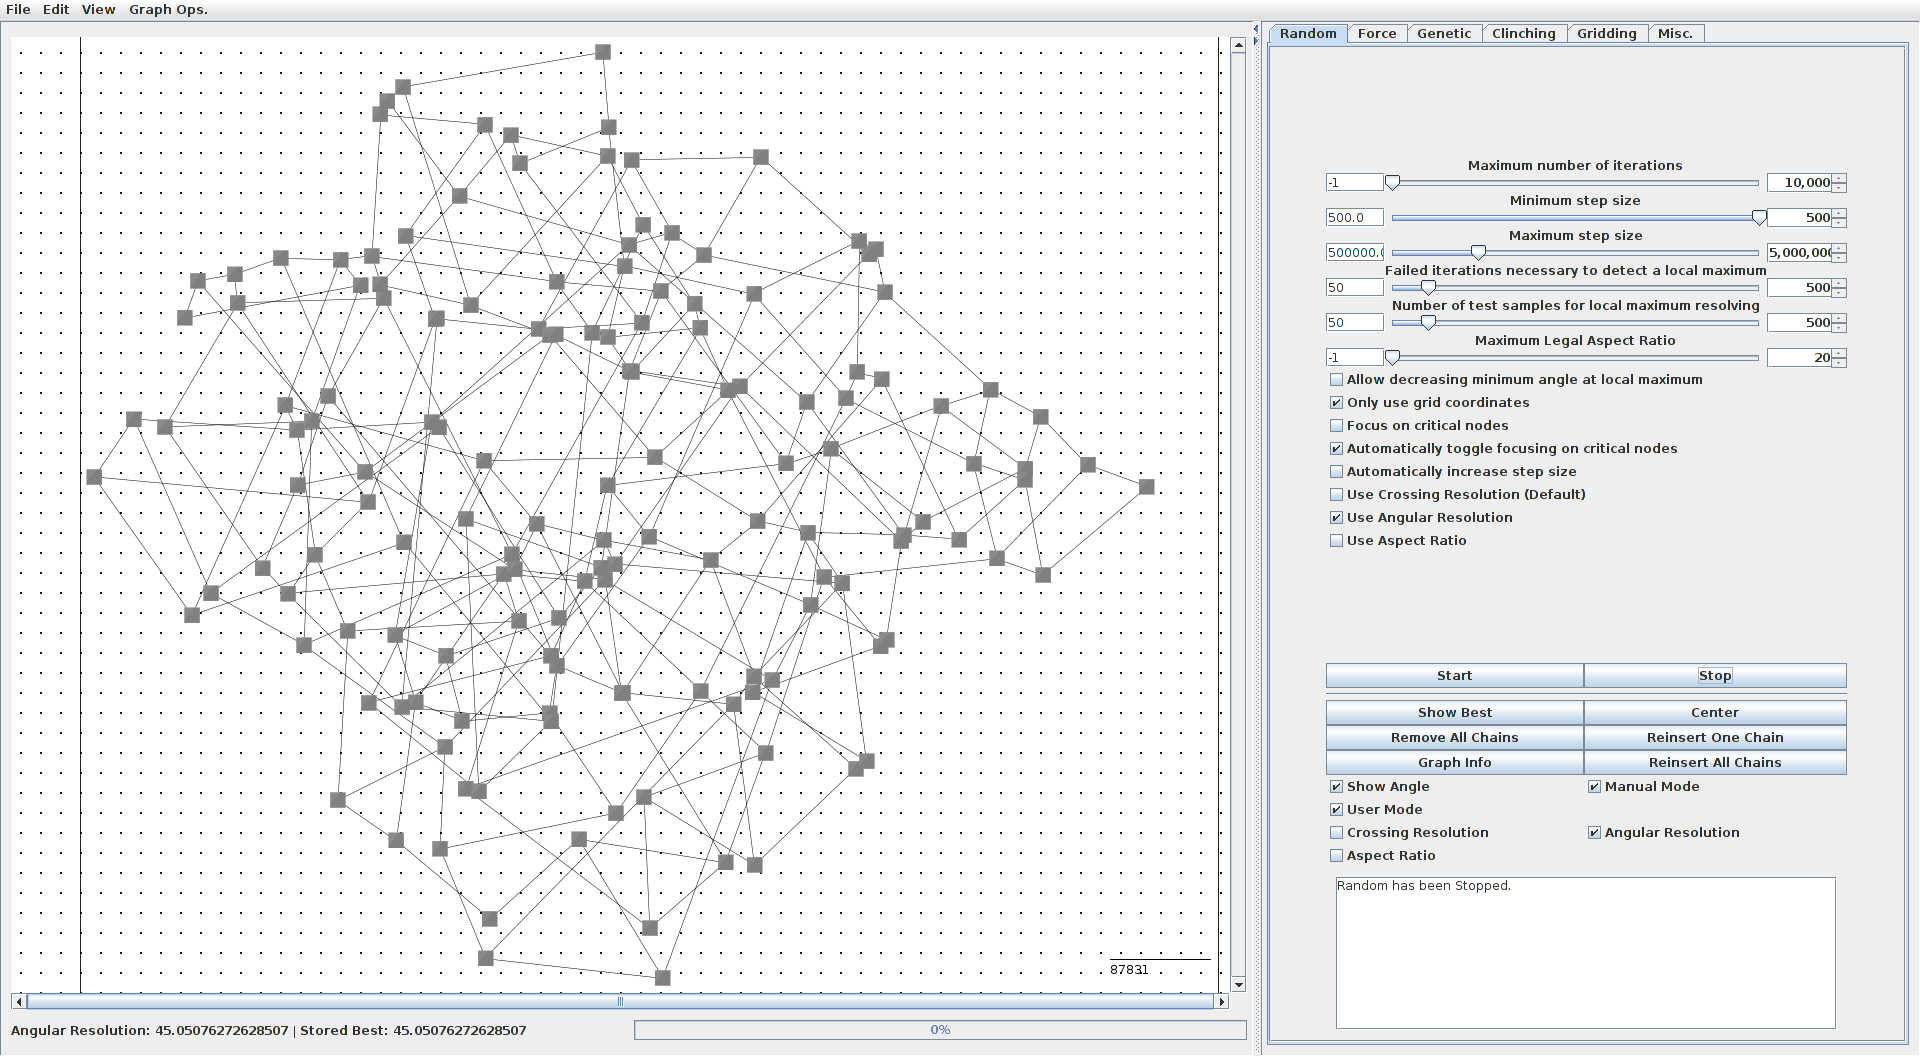 File Edit View Graph Ops.
Random Force Genetic Clinching Gridding Misc.
Maximum number of iterations
-1 10,000
Minimum step size
500.0 500
Maximum step size
500000.( 5,000,00(
Failed iterations necessary to detect a local maximum
50 500
Number of test samples for local maximum resolving
50 500
Maximum Legal Aspect Ratio
-1 20
Allow decreasing minimum angle at local maximum
Only use grid coordinates
Focus on critical nodes
Automatically toggle focusing on critical nodes
Automatically increase step size
Use Crossing Resolution (Default)
Use Angular Resolution
Use Aspect Ratio
Start Stop
Show Best Center
Remove All Chains Reinsert One Chain
Graph Info Reinsert All Chains
Show Angle Manual Mode
User Mode
Crossing Resolution Angular Resolution
Aspect Ratio
Random has been Stopped.
87831
Angular Resolution: 45.05076272628507 | Stored Best: 45.05076272628507
0%